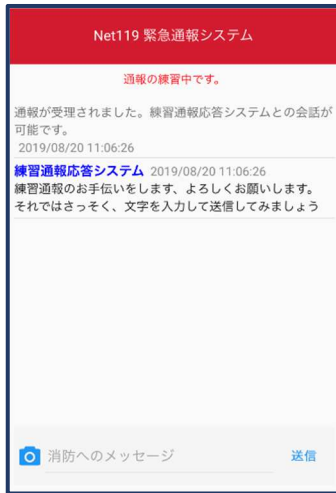 Net119 緊急通報システム
通報の練習中です。
通報が受理されました。練習通報応答システムとの会話が
可能です。
2019/08/20 11:06:26
練習通報応答システム 2019/08/20 11:06:26
練習通報のお手伝いをします、よろしくお願いします。
それではさっそく、文字を入力して送信してみましょう
消防へのメッセージ 送信